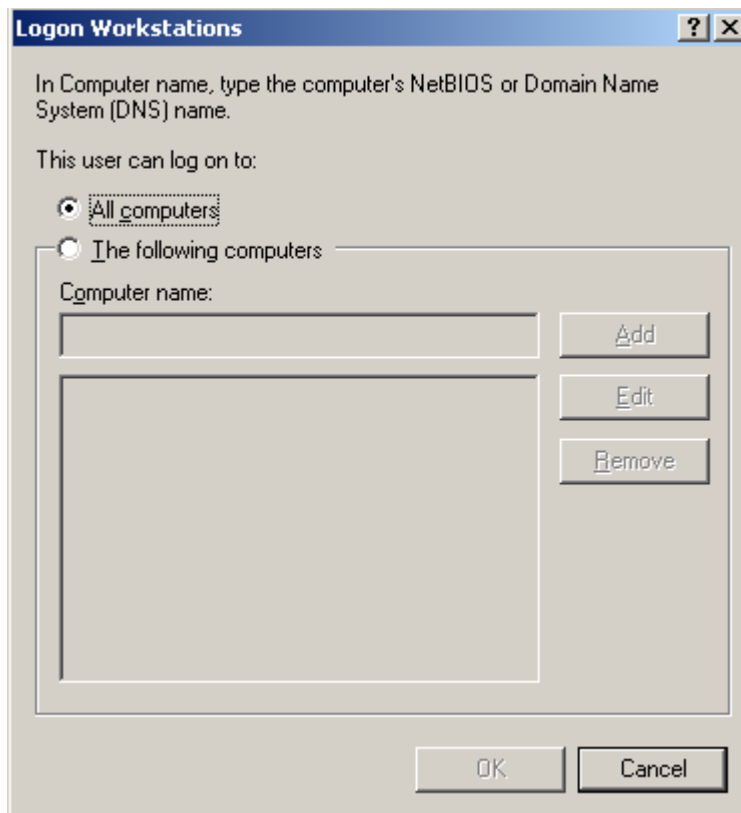 Logon Workstations
In Computer name, type the computer's NetBIOS or Domain Name
System (DNS) name.
This user can log on to:
All computers
The following computers
Computer name:
Add
Edit
Remove
OK
Cancel